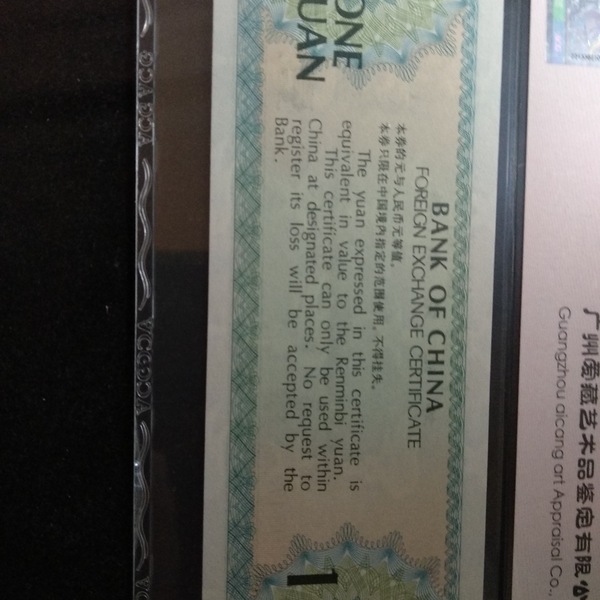 BANK OF CHINA
FOREIGN EXCHANGE CERTIFICATE
本券的元与人民币元等值。
本券只限在中国境内指定的范围使用，不得挂失。
The yuan expressed in this certificate is
equivalent in value to the Renminbi yuan.
This certificate can only be used within
China at designated places. No request to
register its loss will be accepted by the
Bank.
ONE
YUAN
1
广州爱藏艺术品鉴定有限公
Guangzhou aicang art Appraisal Co.,